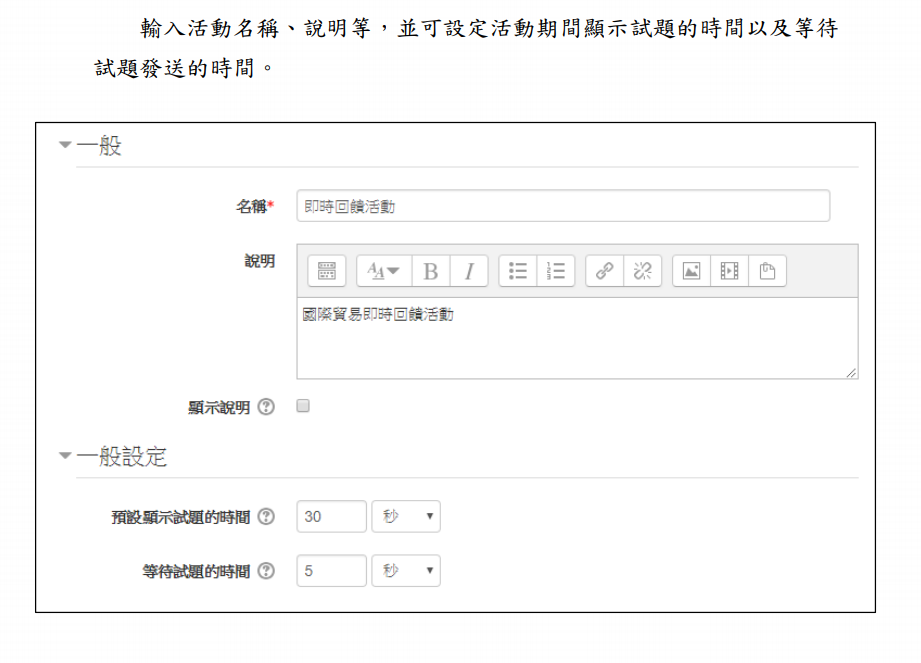 輸入活動名稱、說明等，並可設定活動期間顯示試題的時間以及等待
試題發送的時間。
一般
名稱*
即時回饋活動
說明
國際貿易即時回饋活動
顯示說明
一般設定
預設顯示試題的時間
30 秒
等待試題的時間
5 秒